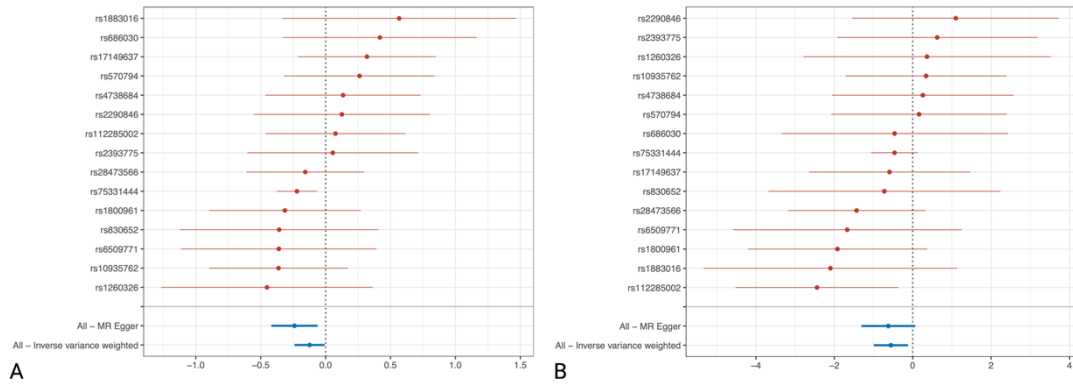 rs1883016
rs686030
rs17149637
rs570794
rs4738684
rs2290846
rs112285002
rs2393775
rs28473566
rs75331444
rs1800961
rs830652
rs6509771
rs10935762
rs1260326
All – MR Egger
All – Inverse variance weighted
−1.0 −0.5 0.0 0.5 1.0 1.5
A
rs2290846
rs2393775
rs1260326
rs10935762
rs4738684
rs570794
rs686030
rs75331444
rs17149637
rs830652
rs28473566
rs6509771
rs1800961
rs1883016
rs112285002
All – MR Egger
All – Inverse variance weighted
−4 −2 0 2 4
B